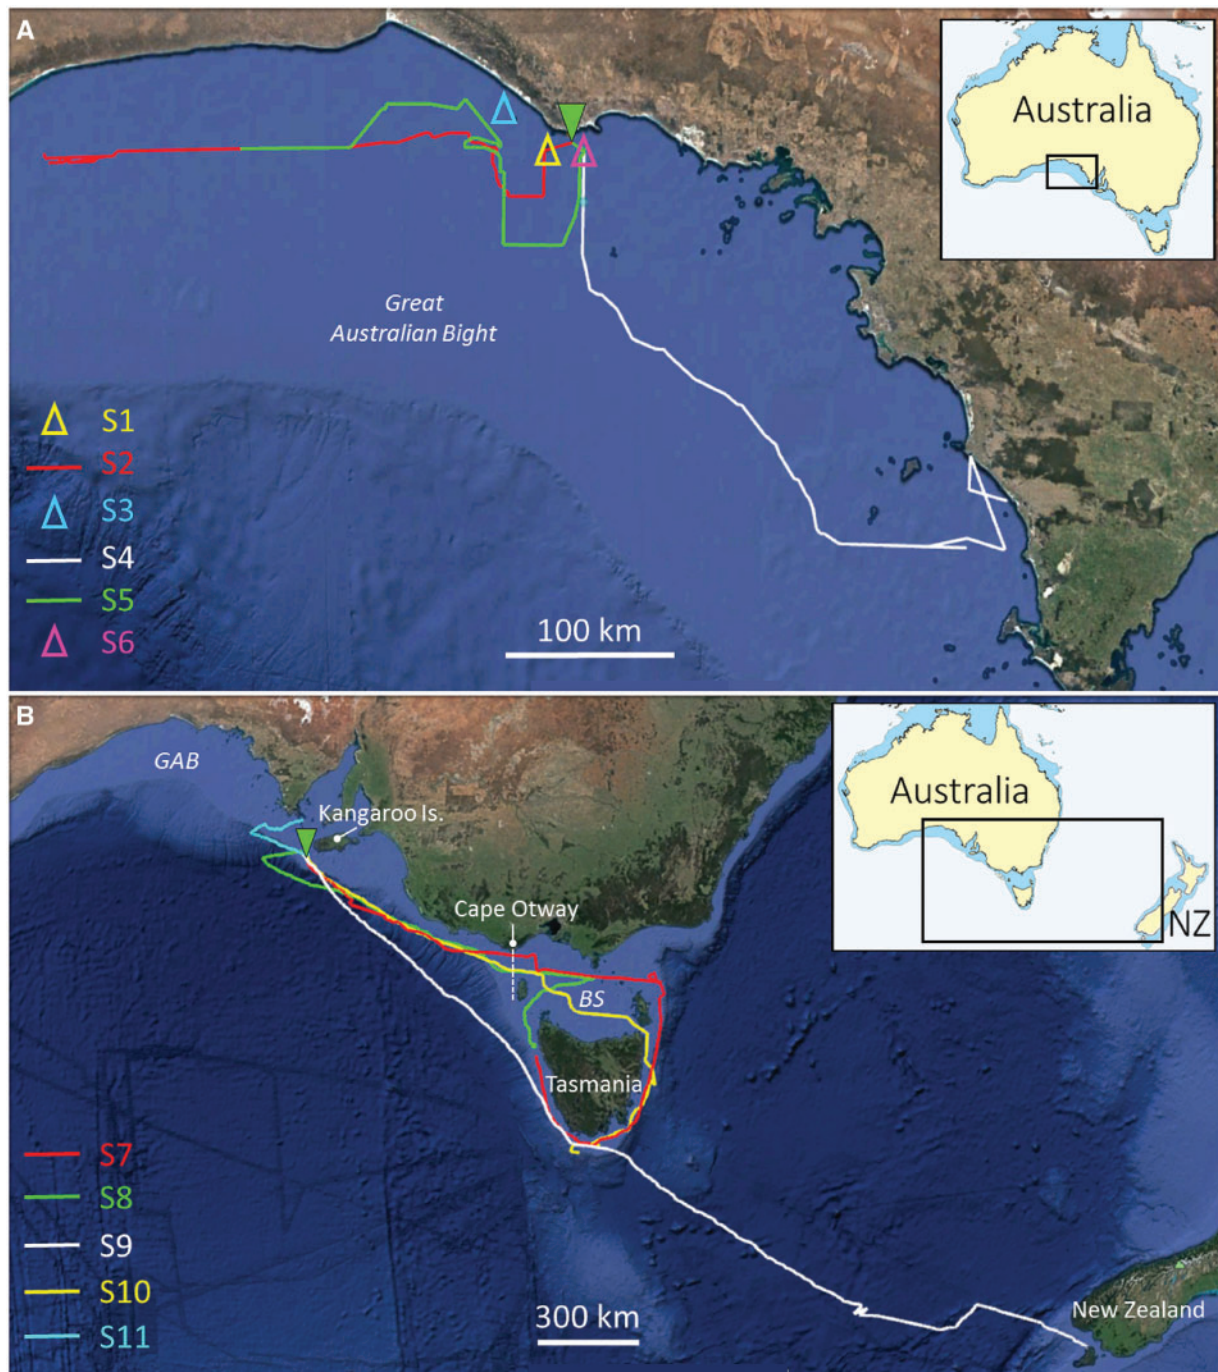 A
Australia
Great
Australian Bight
S1
S2
S3
S4
S5
S6
100 km
B
GAB
Kangaroo Is.
Australia
NZ
Cape Otway
BS
Tasmania
S7
S8
S9
S10
S11
300 km
New Zealand